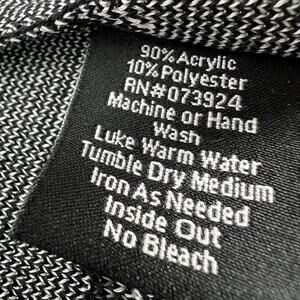 90% Acrylic
10% Polyester
RN#073924
Machine or Hand
Wash
Luke Warm Water
Tumble Dry Medium
Iron As Needed
Inside Out
No Bleach